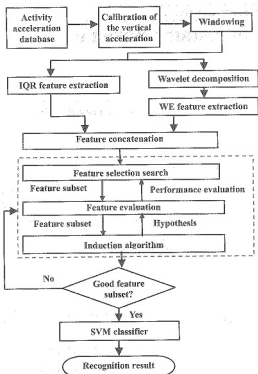 Activity
acceleration
database
Calibration of
the vertical
acceleration
Windowing
IQR feature extraction
Wavelet decomposition
WE feature extraction
Feature concatenation
Feature selection search
Feature subset
Performance evaluation
Feature evaluation
Feature subset
Hypothesis
Induction algorithm
No
Good feature
subset?
Yes
SVM classifier
Recognition result